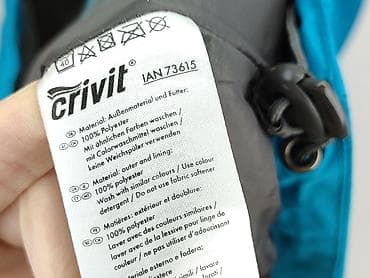 40
crivit
IAN 73615
Material: Außenmaterial und Futter:
100% Polyester
Mit ähnlichen Farben waschen /
mit Colorwaschmittel waschen /
keine Weichspüler verwenden
Material: outer and lining:
100% polyester
Wash with similar colours / Use colour
detergent / Do not use fabric softener
Matières: extérieur et doublure:
100% polyester
Laver avec des couleurs similaires /
laver avec de la lessive pour linge de
couleur / ne pas utiliser d'adoucissant
esterno e fodera: